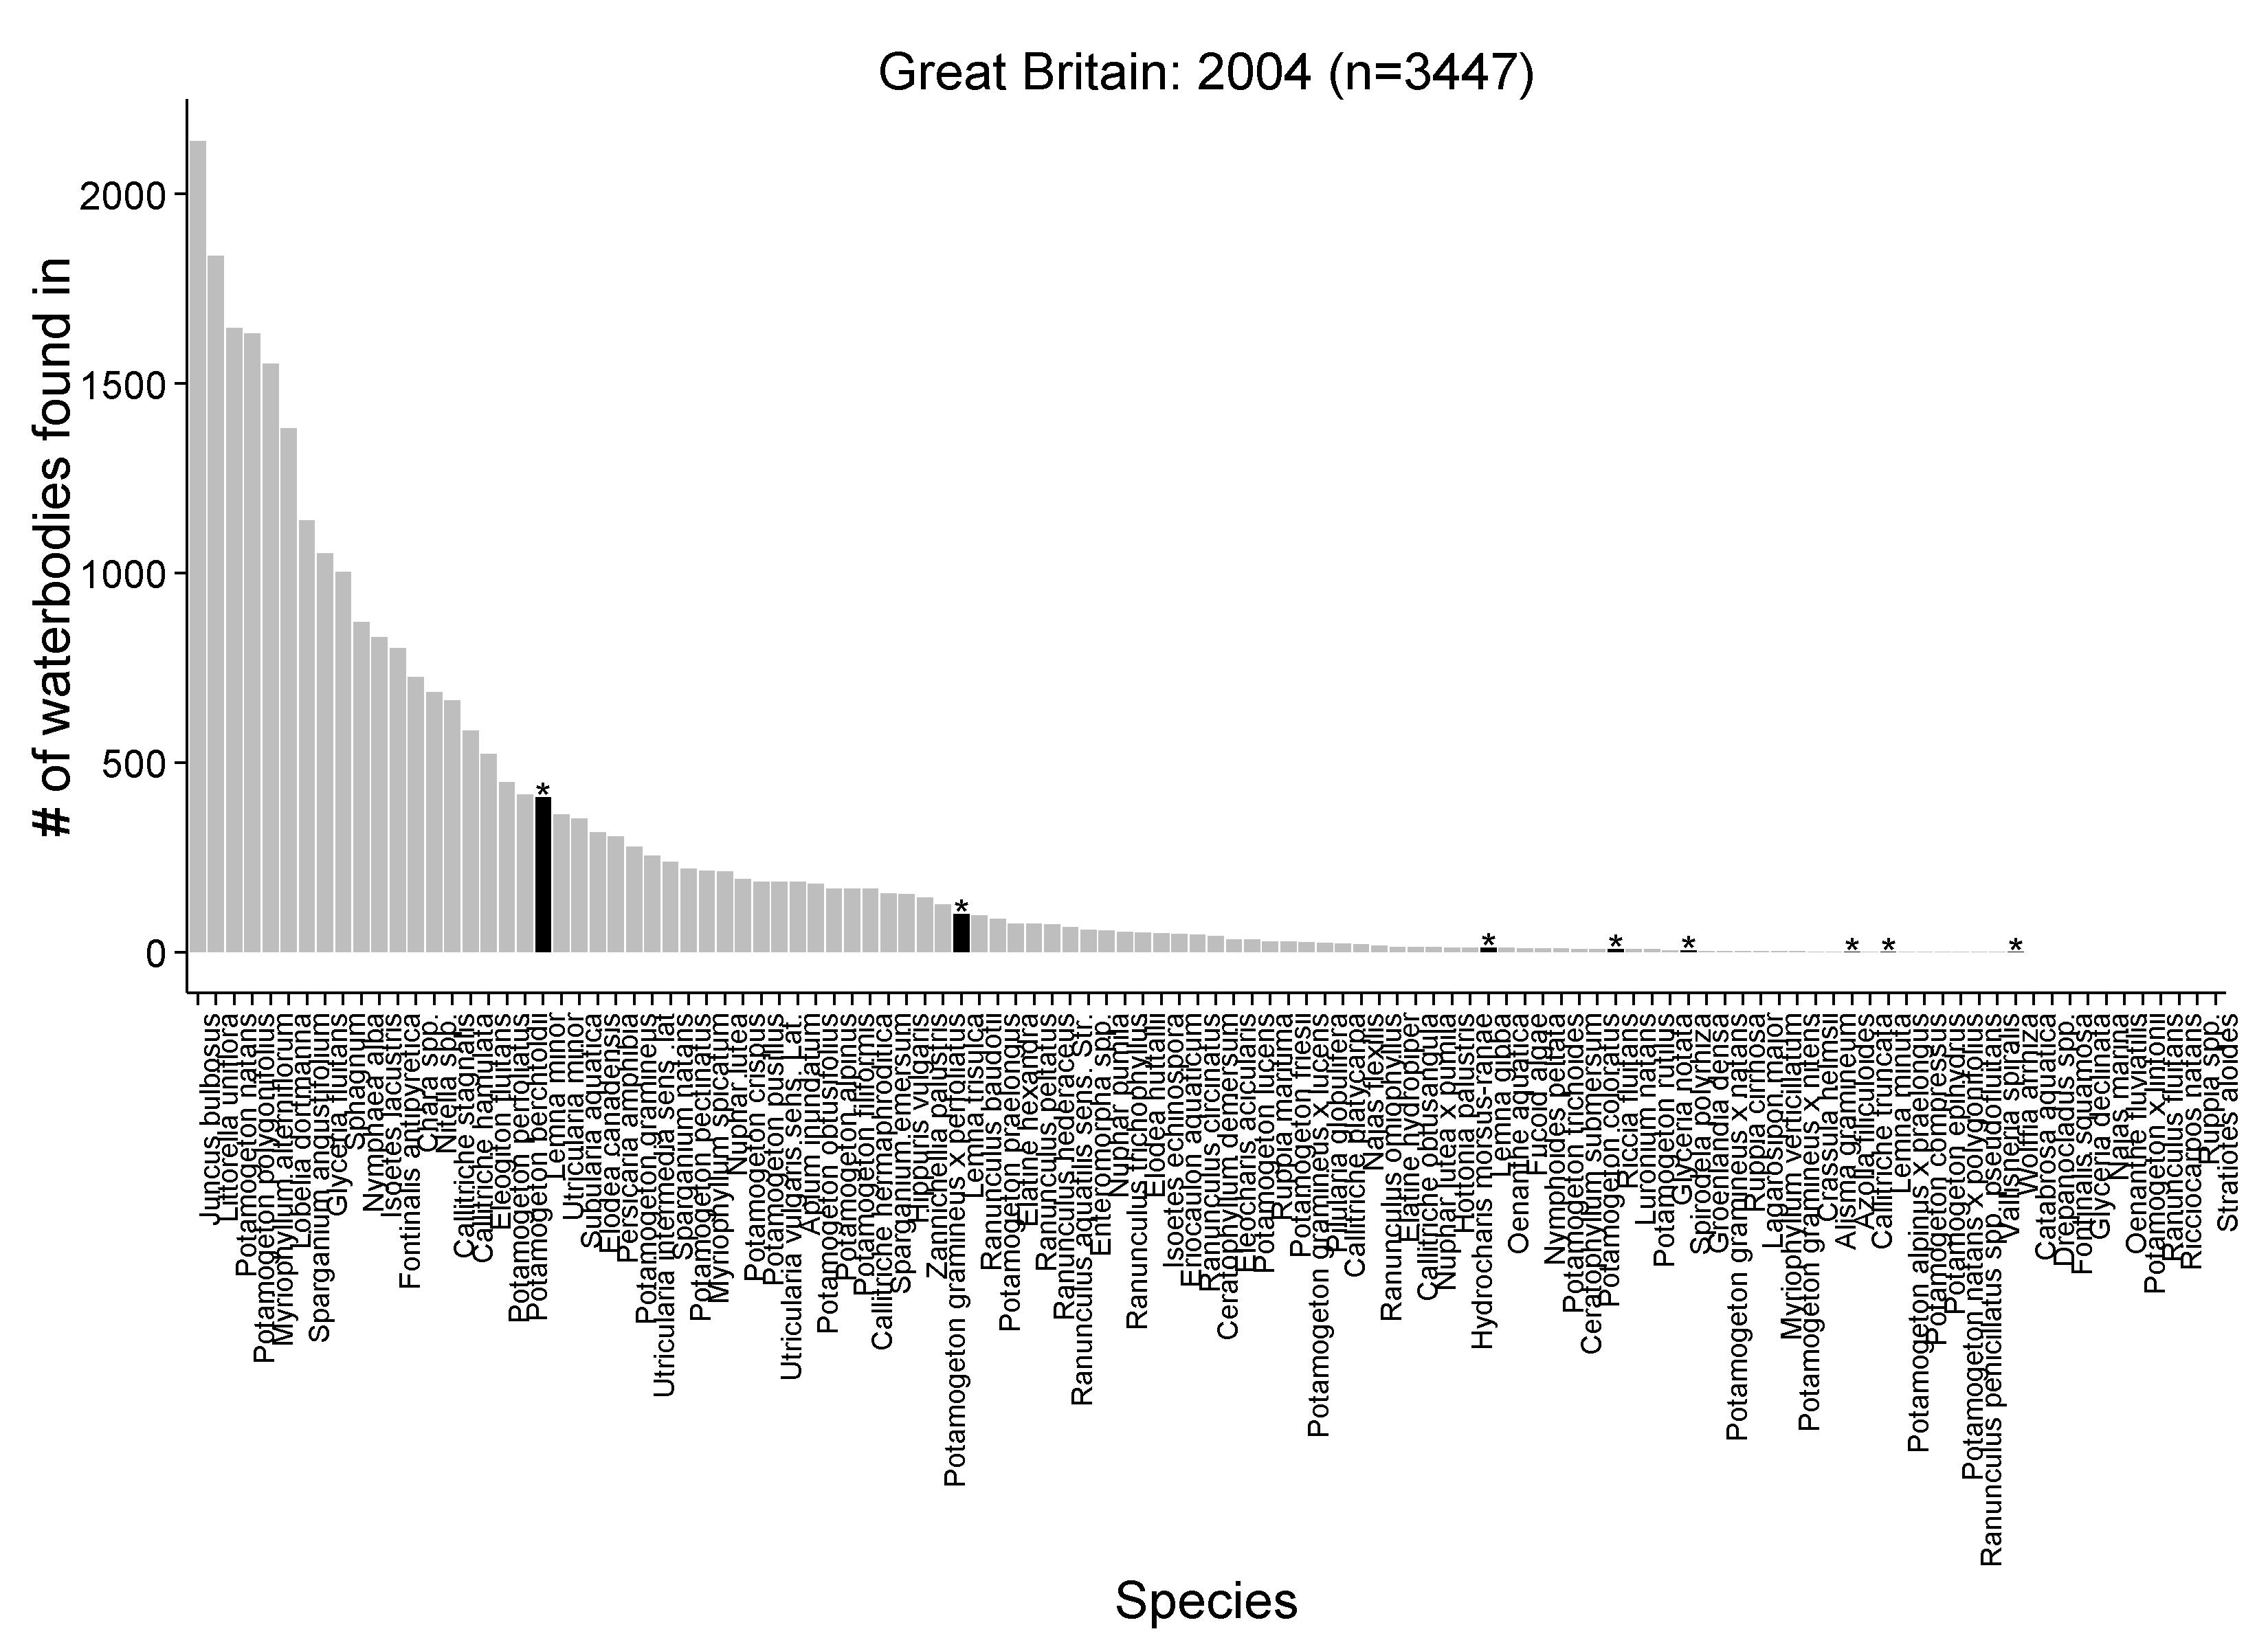 Great Britain: 2004 (n=3447)
# of waterbodies found in
2000
1500
1000
500
0
*
*
*
*
*
*
*
*
Juncus bulbosus
Littorella uniflora
Potamogeton natans
Potamogeton polygonifolius
Myriophyllum alterniflorum
Lobelia dortmanna
Sparganium angustifolium
Glyceria fluitans
Sphagnum
Nymphaea alba
Isoetes lacustris
Fontinalis antipyretica
Chara spp.
Nitella sp.
Callitriche stagnatis
Callitriche hamulata
Eleogiton fluitans
Potamogeton perfoliatus
Potamogeton berchtoldii
Lemna minor
Utricularia minor
Subularia aquatica
Elodea canadensis
Persicaria amphibia
Potamogeton gramineus
Utricularia intermedia sens. lat
Sparganium natans
Potamogeton pectinatus
Myriophyllum spicatum
Nuphar lutea
Potamogeton crispus
Potamogeton pusillus
Utricularia vulgaris sens. Lat.
Apium inundatum
Potamogeton obtusifolius
Potamogeton alpinus
Potamogeton filiformis
Callitriche hermaphroditica
Sparganium emersum
Hippuris vulgaris
Zannichellia palustris
Potamogeton gramineus x perfoliatus
Lemna trisulca
Ranunculus baudotii
Potamogeton praelongus
Elatine hexandra
Ranunculus peltatus
Ranunculus hederaceus
Ranunculus aquatilis sens. Str.
Enteromorpha spp.
Nuphar pumila
Ranunculus trichophyllus
Elodea nuttallii
Isoetes echinospora
Eriocaulon aquaticum
Ranunculus circinatus
Ceratophyllum demersum
Eleocharis acicularis
Potamogeton lucens
Ruppia maritima
Potamogeton friesii
Potamogeton gramineus x lucens
Pilularia globulifera
Callitriche platycarpa
Najas flexilis
Ranunculus omiophyllus
Elatine hydropiper
Callitriche obtusangula
Nuphar lutea x pumila
Hottonia palustris
Hydrocharis morsus-ranae
Lemna gibba
Oenanthe aquatica
Fucoid algae
Nymphoides peltata
Potamogeton trichoides
Ceratophyllum submersum
Potamogeton coloratus
Riccia fluitans
Luronium natans
Potamogeton rutilus
Glyceria notata
Spirodela polyrhiza
Groenlandia densa
Potamogeton gramineus x natans
Ruppia cirrhosa
Lagarosipon major
Myriophyllum verticillatum
Potamogeton gramineus x nitens
Crassula helmsii
Alisma gramineum
Azolla filiculoides
Callitriche truncata
Lemna minuta
Potamogeton alpinus x praelongus
Potamogeton compressus
Potamogeton epihydrus
Potamogeton natans x polygonifolius
Ranunculus penicillatus spp. pseudofluitans
Vallisneria spiralis
Wolffia arrhiza
Catabrosa aquatica
Drepanocladus spp.
Fontinalis squamosa
Glyceria declinata
Najas marina
Oenanthe fluviatilis
Potamogeton x lintonii
Ranunculus fluitans
Ricciocarpos natans
Ruppia sp.
Stratiotes aloides
Species